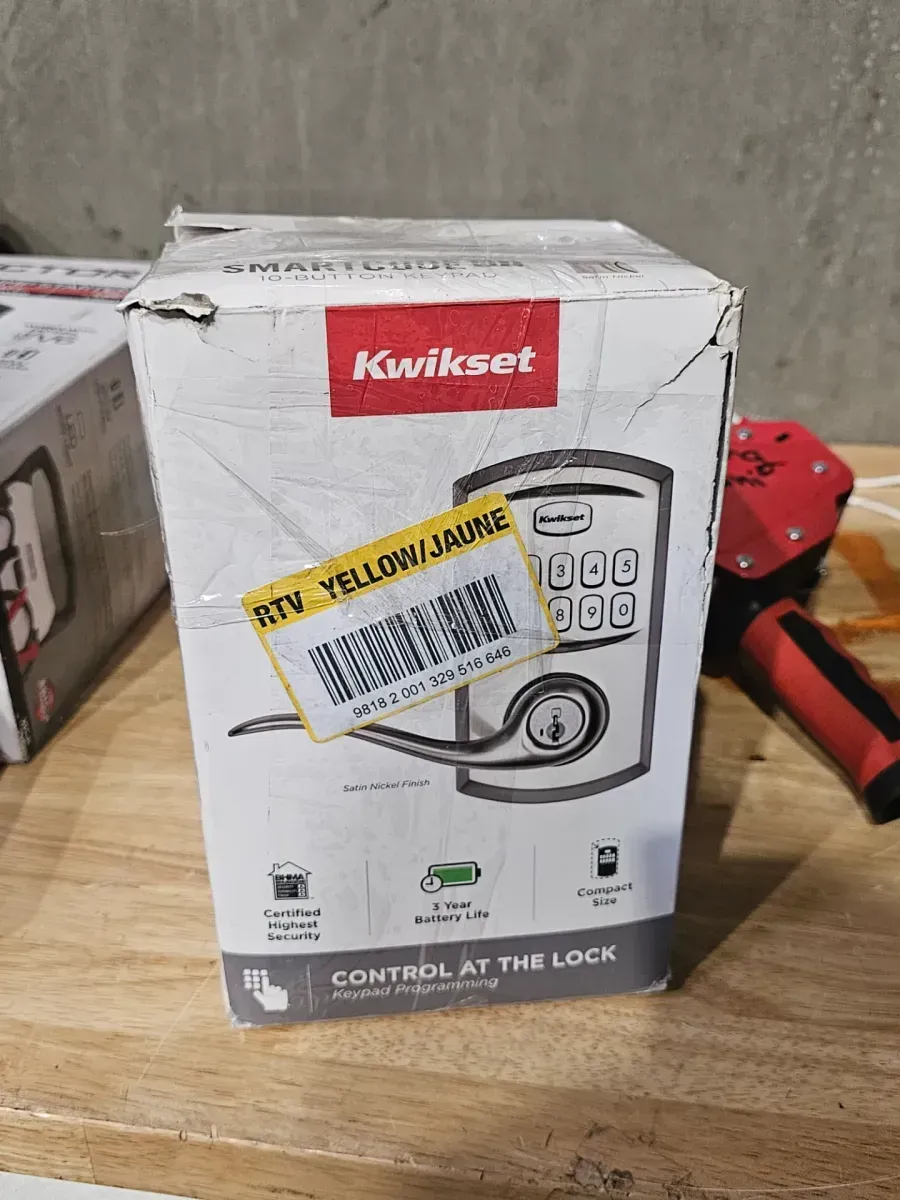 SMARTCODE
10-BUTTON KEYPAD
Satin Nickel
Kwikset
Kwikset
3 4 5
8 9 0
RTV YELLOW/JAUNE
9818 2 001 329 516 646
Satin Nickel Finish
BHMA
Certified
Highest
Security
3 Year
Battery Life
Compact
Size
CONTROL AT THE LOCK
Keypad Programming